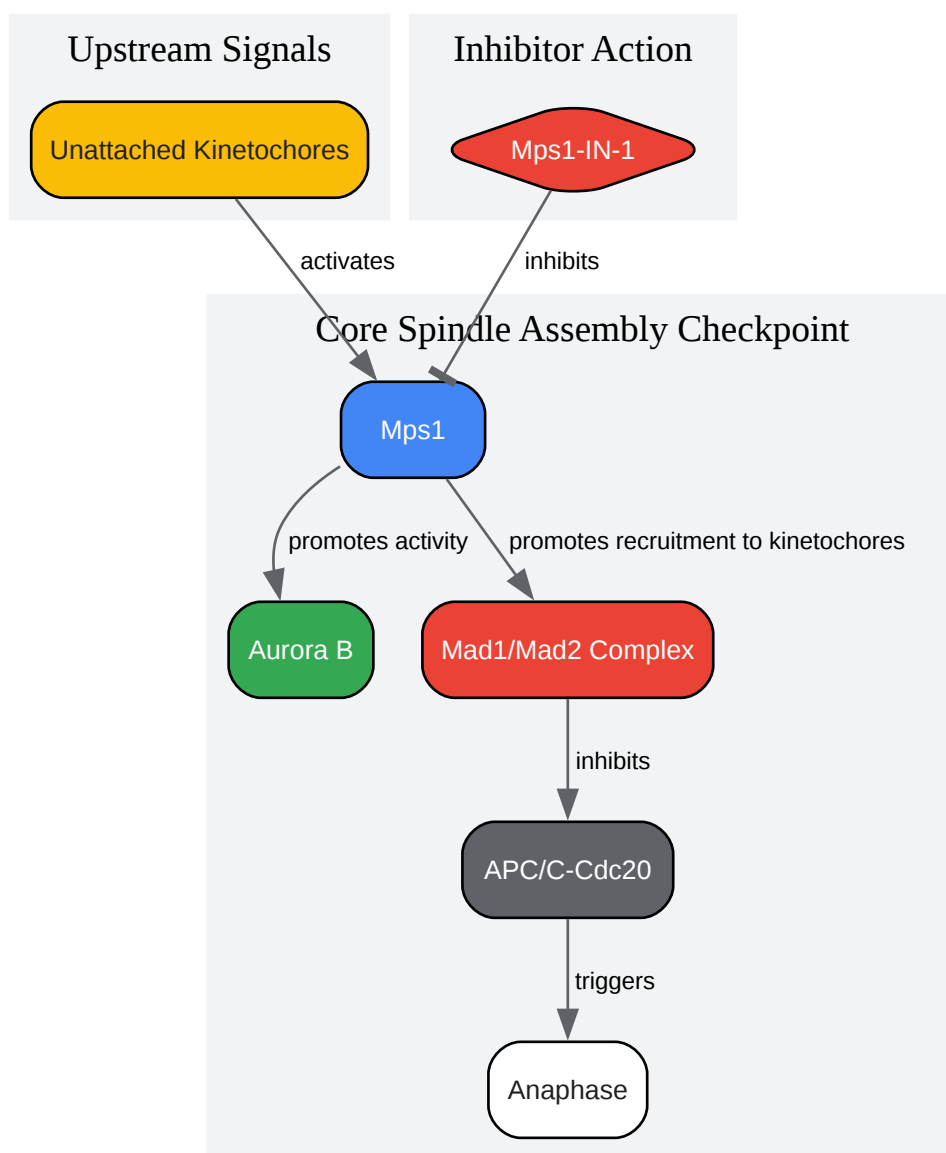 Upstream Signals
Inhibitor Action
Unattached Kinetochores
Mps1-IN-1
activates
inhibits
Core Spindle Assembly Checkpoint
Mps1
promotes activity
promotes recruitment to kinetochores
Aurora B
Mad1/Mad2 Complex
inhibits
APC/C-Cdc20
triggers
Anaphase